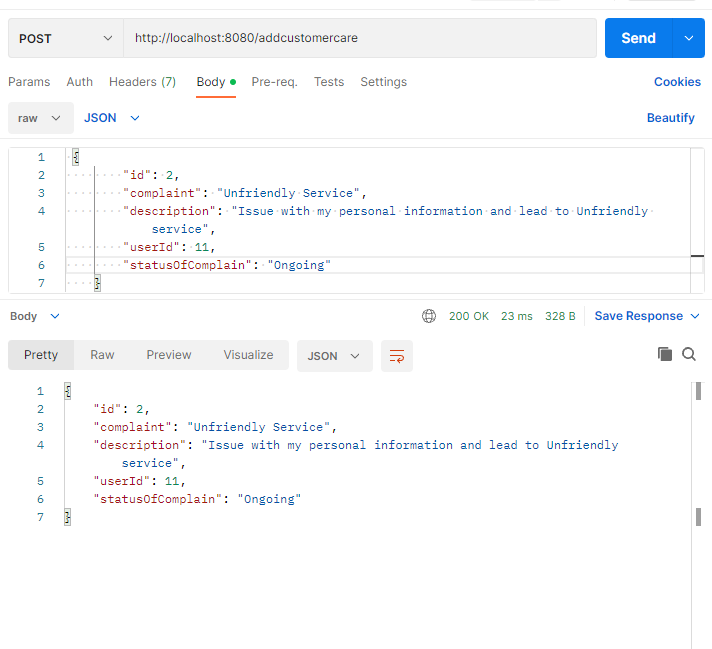 POST http://localhost:8080/addcustomercare Send
Params Auth Headers (7) Body Pre-req. Tests Settings Cookies
raw JSON Beautify
1 {
2 "id": 2,
3 "complaint": "Unfriendly Service",
4 "description": "Issue with my personal information and lead to Unfriendly
service",
5 "userId": 11,
6 "statusOfComplain": "Ongoing"
7 }
Body 200 OK 23 ms 328 B Save Response
Pretty Raw Preview Visualize JSON
1 {
2 "id": 2,
3 "complaint": "Unfriendly Service",
4 "description": "Issue with my personal information and lead to Unfriendly
service",
5 "userId": 11,
6 "statusOfComplain": "Ongoing"
7 }